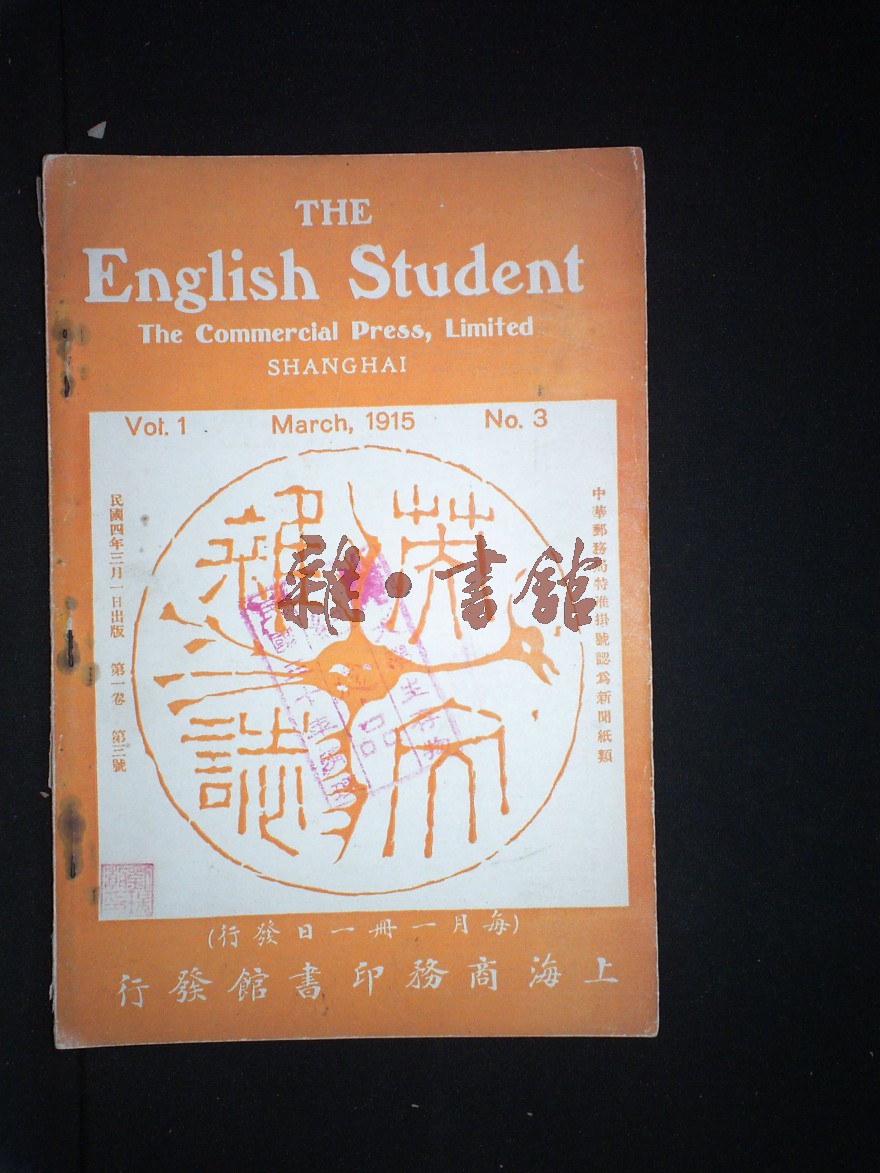 THE
English Student
The Commercial Press, Limited
SHANGHAI
Vol. 1 March, 1915 No. 3
中華郵務局特准掛號認爲新聞紙類
英文
雜誌
民國四年三月一日出版 第一卷 第三號
雜·書館
(每月一冊一日發行)
上海商務印書館發行